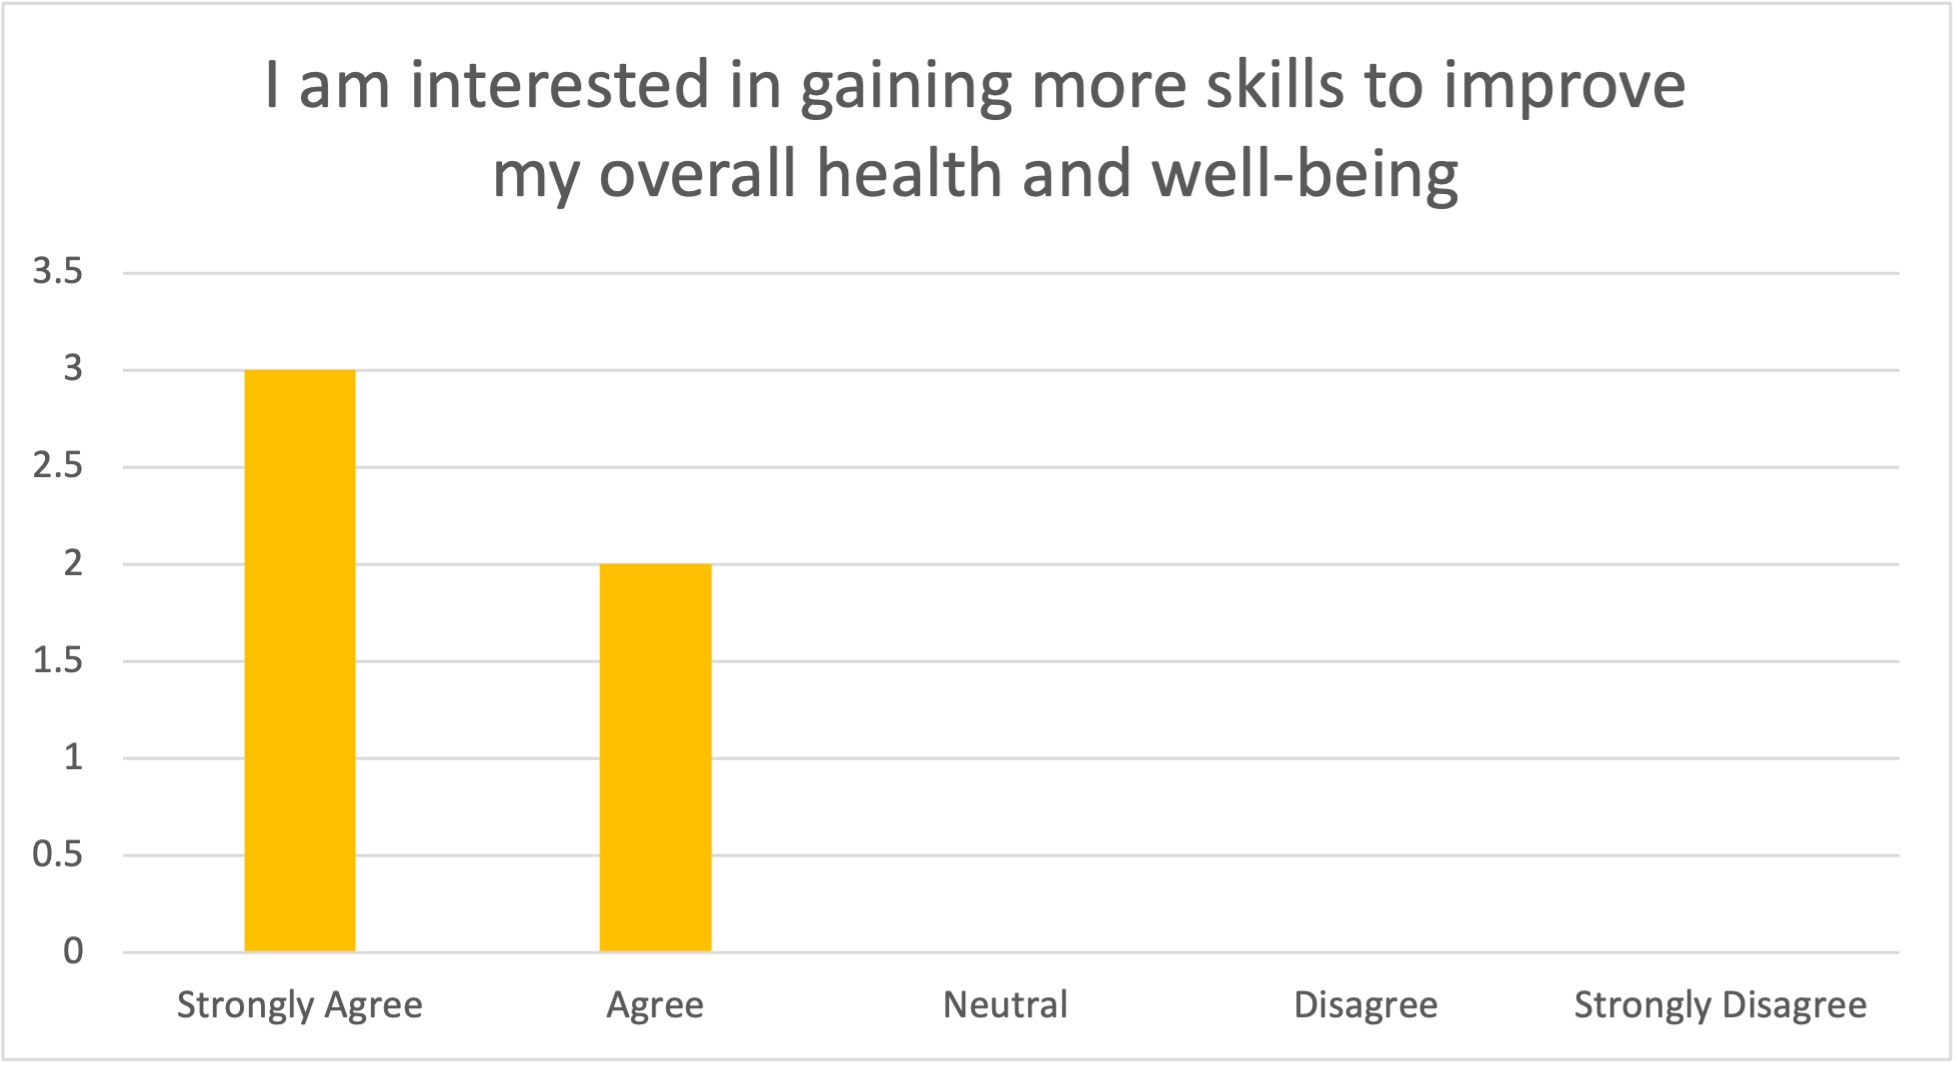 I am interested in gaining more skills to improve
my overall health and well-being
3.5
3
2.5
2
1.5
1
0.5
0
Strongly Agree Agree Neutral Disagree Strongly Disagree